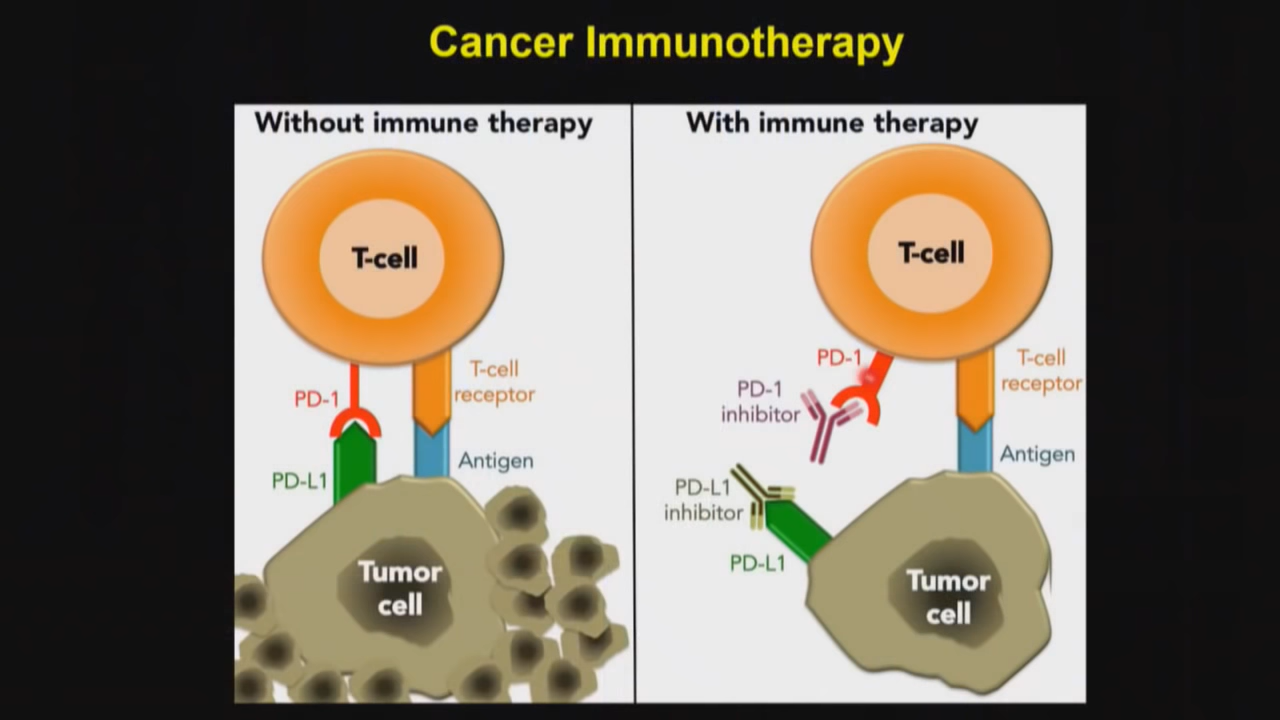 Cancer Immunotherapy
Without immune therapy
T-cell
PD-1
T-cell
receptor
PD-L1
Antigen
Tumor
cell
With immune therapy
T-cell
PD-1
T-cell
receptor
PD-1
inhibitor
Antigen
PD-L1
inhibitor
PD-L1
Tumor
cell